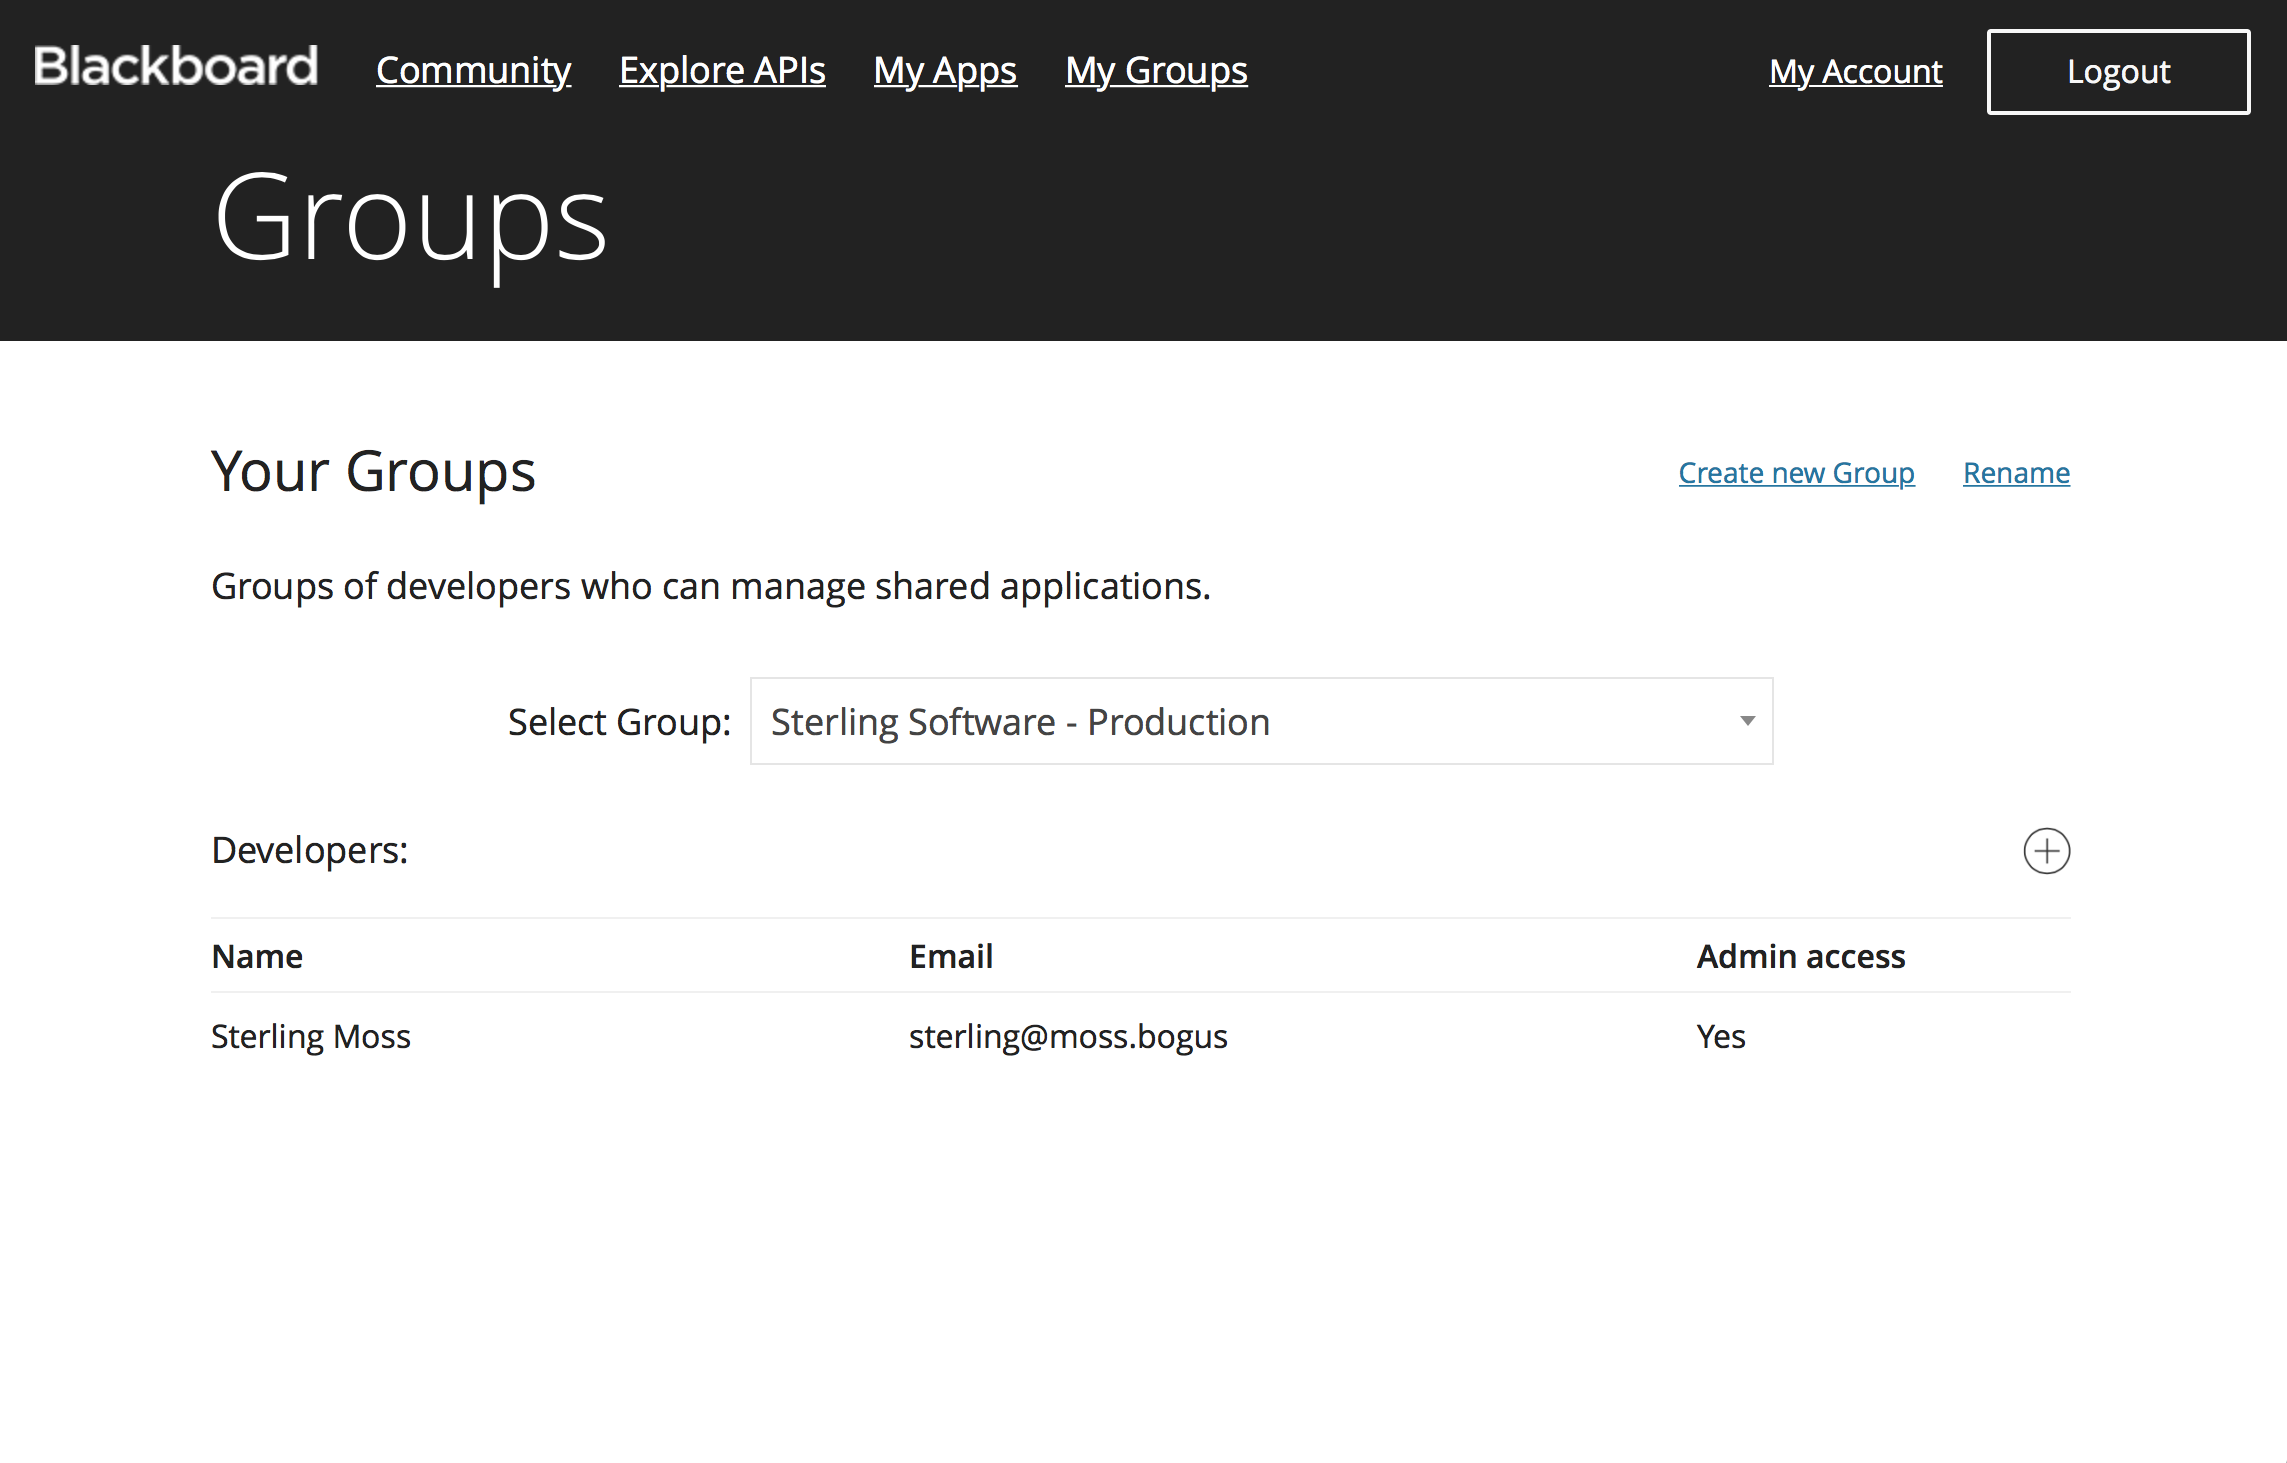 Blackboard Community Explore APIs My Apps My Groups My Account Logout
Groups
Your Groups Create new Group Rename
Groups of developers who can manage shared applications.
Select Group: Sterling Software - Production
Developers:
Name Email Admin access
Sterling Moss sterling@moss.bogus Yes